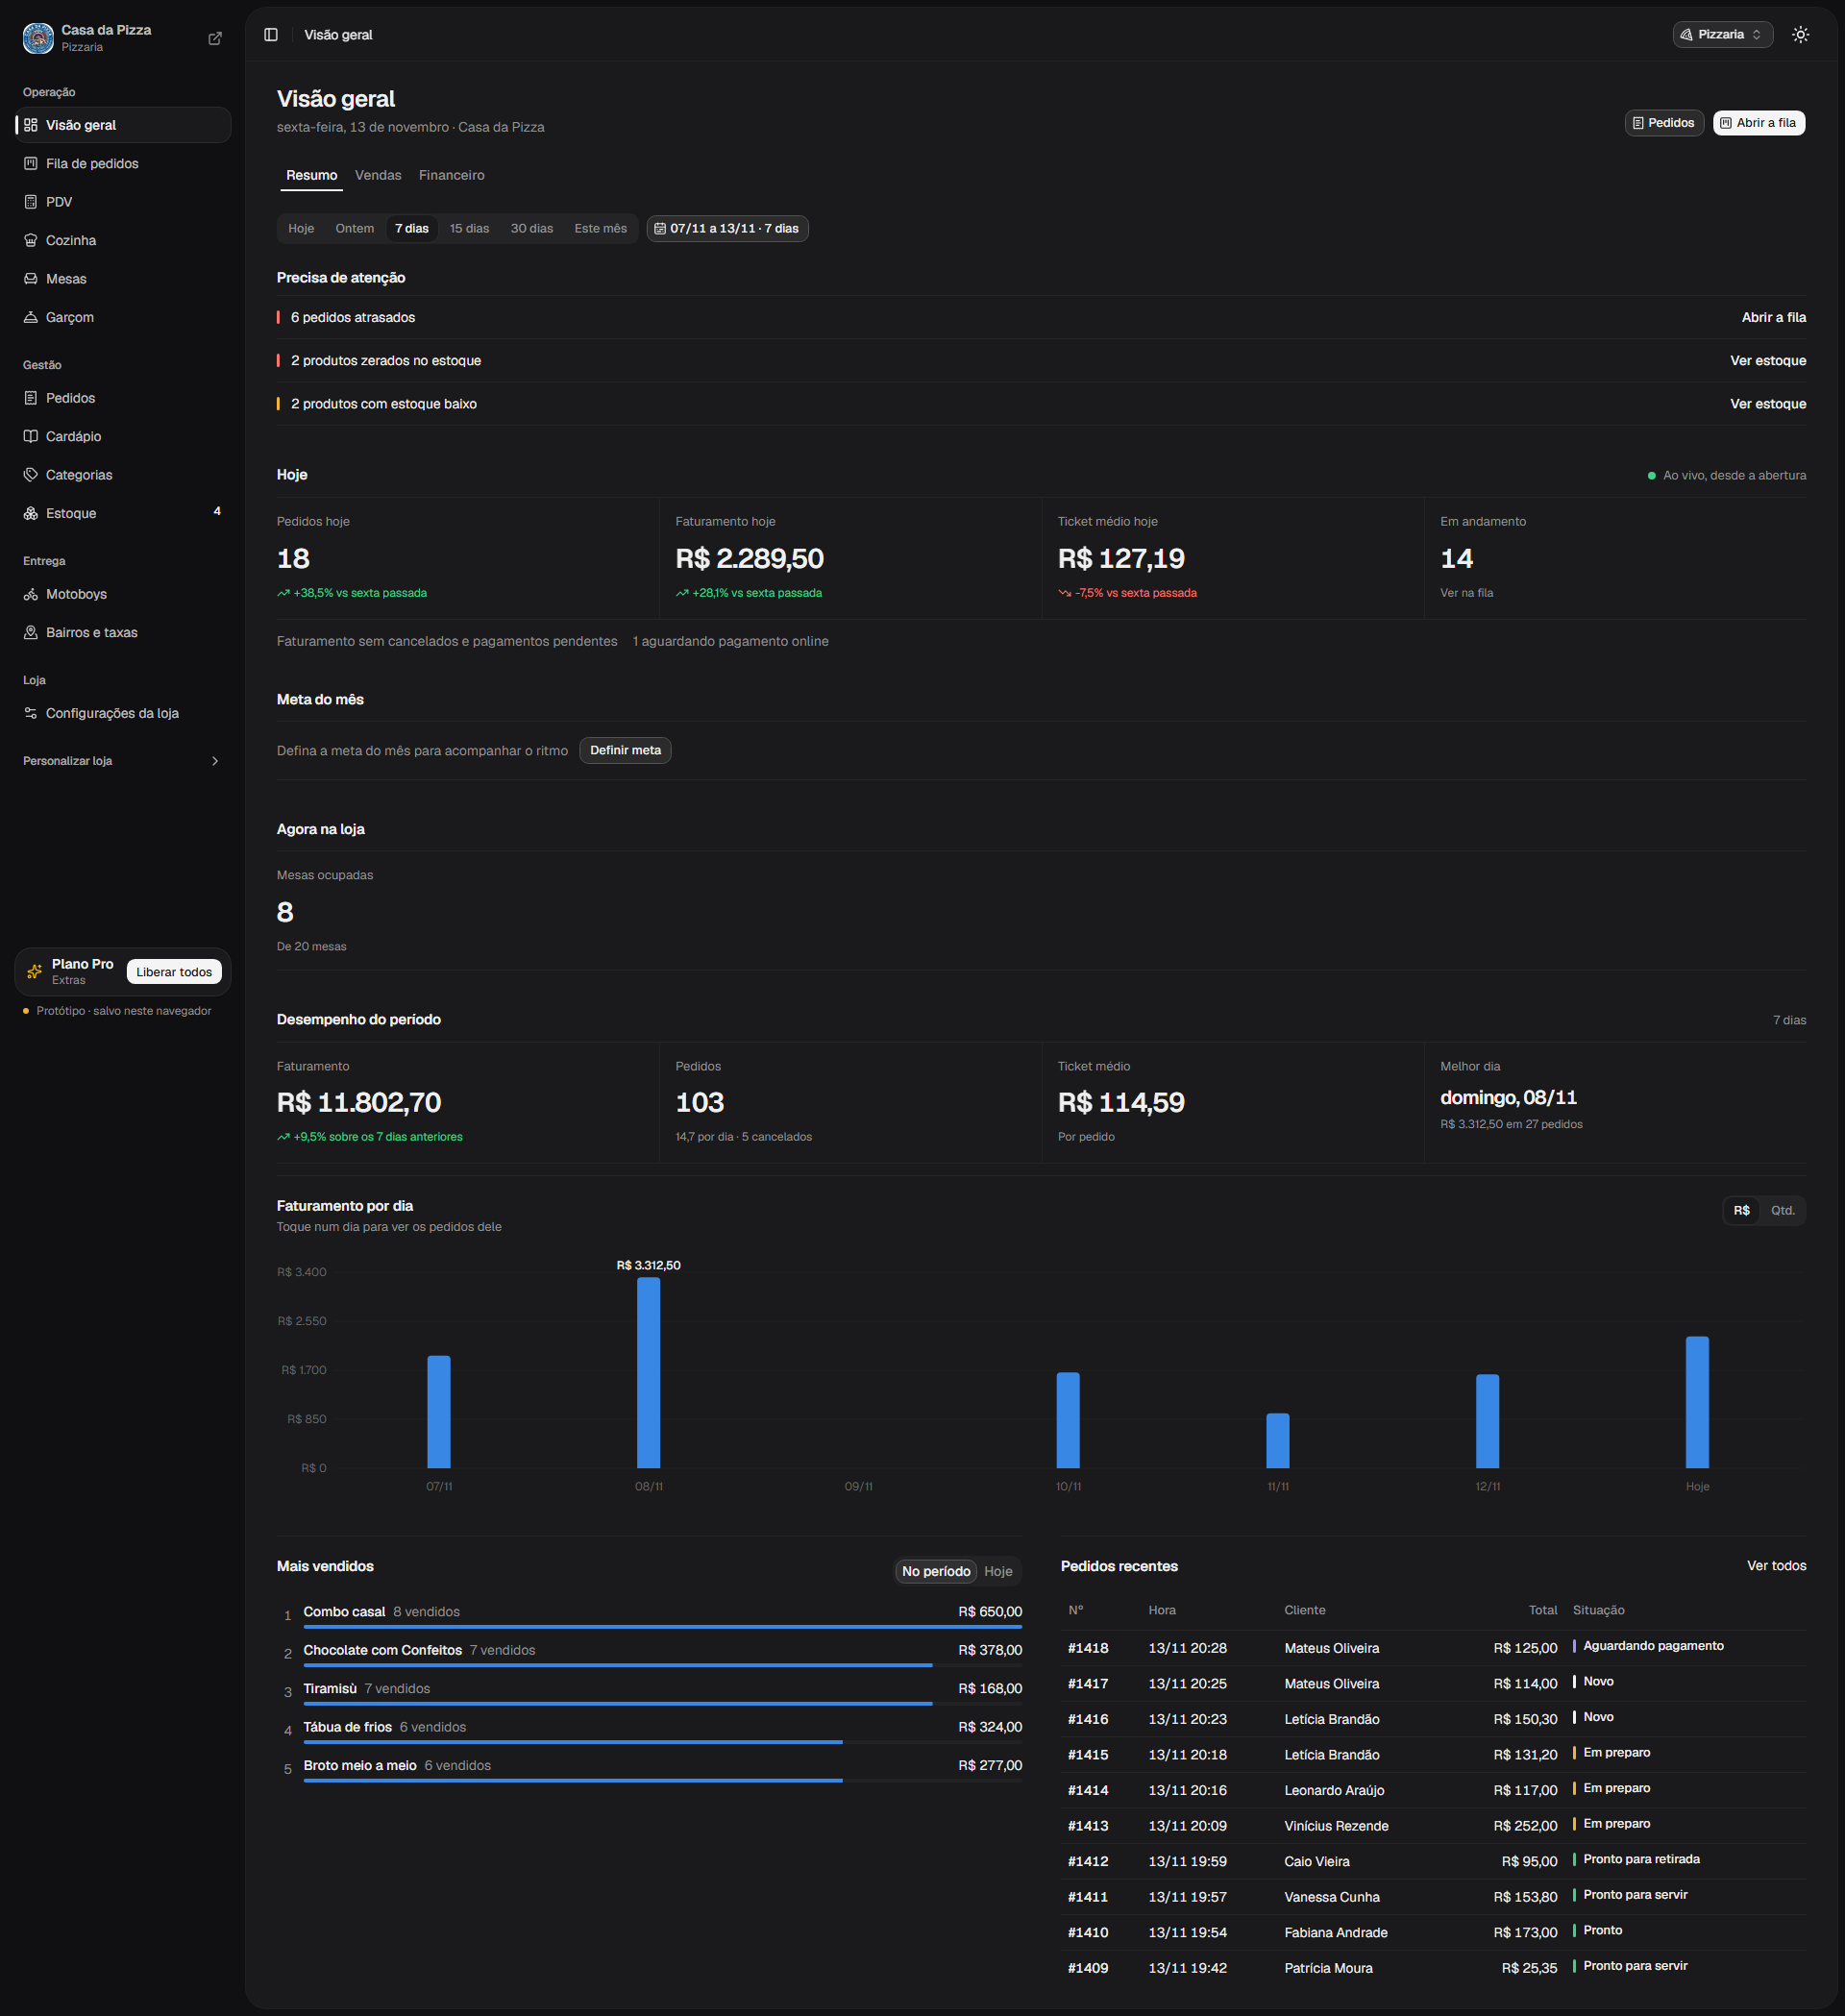 Casa da Pizza
Pizzaria
Operação
Visão geral
Fila de pedidos
PDV
Cozinha
Mesas
Garçom
Gestão
Pedidos
Cardápio
Categorias
Estoque 4
Entrega
Motoboys
Bairros e taxas
Loja
Configurações da loja
Personalizar loja
Plano Pro
Extras
Liberar todos
Protótipo · salvo neste navegador
Visão geral
Pizzaria
Visão geral
sexta-feira, 13 de novembro · Casa da Pizza
Pedidos
Abrir a fila
Resumo Vendas Financeiro
Hoje Ontem 7 dias 15 dias 30 dias Este mês 07/11 a 13/11 · 7 dias
Precisa de atenção
6 pedidos atrasados Abrir a fila
2 produtos zerados no estoque Ver estoque
2 produtos com estoque baixo Ver estoque
Hoje Ao vivo, desde a abertura
Pedidos hoje
18
+38,5% vs sexta passada
Faturamento hoje
R$ 2.289,50
+28,1% vs sexta passada
Ticket médio hoje
R$ 127,19
-7,5% vs sexta passada
Em andamento
14
Ver na fila
Faturamento sem cancelados e pagamentos pendentes 1 aguardando pagamento online
Meta do mês
Defina a meta do mês para acompanhar o ritmo Definir meta
Agora na loja
Mesas ocupadas
8
De 20 mesas
Desempenho do período 7 dias
Faturamento
R$ 11.802,70
+9,5% sobre os 7 dias anteriores
Pedidos
103
14,7 por dia · 5 cancelados
Ticket médio
R$ 114,59
Por pedido
Melhor dia
domingo, 08/11
R$ 3.312,50 em 27 pedidos
Faturamento por dia
Toque num dia para ver os pedidos dele
R$ Qtd.
R$ 3.312,50
R$ 3.400
R$ 2.550
R$ 1.700
R$ 850
R$ 0
07/11 08/11 09/11 10/11 11/11 12/11 Hoje
Mais vendidos
No período Hoje
1 Combo casal 8 vendidos R$ 650,00
2 Chocolate com Confeitos 7 vendidos R$ 378,00
3 Tiramisù 7 vendidos R$ 168,00
4 Tábua de frios 6 vendidos R$ 324,00
5 Broto meio a meio 6 vendidos R$ 277,00
Pedidos recentes Ver todos
Nº Hora Cliente Total Situação
#1418 13/11 20:28 Mateus Oliveira R$ 125,00 Aguardando pagamento
#1417 13/11 20:25 Mateus Oliveira R$ 114,00 Novo
#1416 13/11 20:23 Letícia Brandão R$ 150,30 Novo
#1415 13/11 20:18 Letícia Brandão R$ 131,20 Em preparo
#1414 13/11 20:16 Leonardo Araújo R$ 117,00 Em preparo
#1413 13/11 20:09 Vinícius Rezende R$ 252,00 Em preparo
#1412 13/11 19:59 Caio Vieira R$ 95,00 Pronto para retirada
#1411 13/11 19:57 Vanessa Cunha R$ 153,80 Pronto para servir
#1410 13/11 19:54 Fabiana Andrade R$ 173,00 Pronto
#1409 13/11 19:42 Patrícia Moura R$ 25,35 Pronto para servir